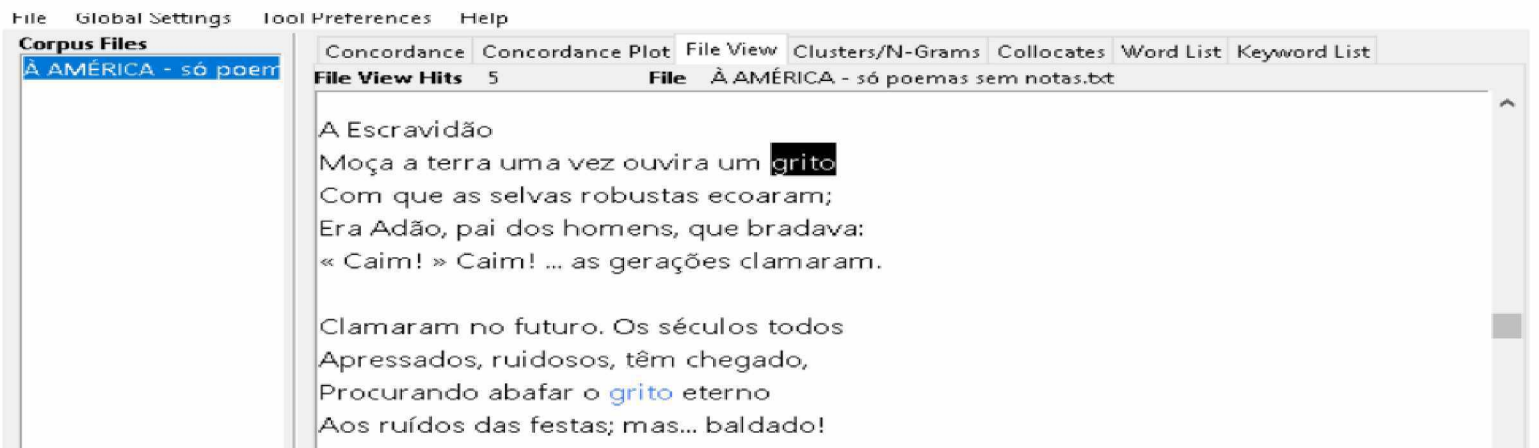 File Global Settings Tool Preferences Help
Corpus Files
À AMÉRICA - só poem
Concordance Concordance Plot File View Clusters/N-Grams Collocates Word List Keyword List
File View Hits 5 File À AMÉRICA - só poemas sem notas.txt
A Escravidão
Moça a terra uma vez ouvira um grito
Com que as selvas robustas ecoaram;
Era Adão, pai dos homens, que bradava:
« Caim! » Caim! ... as gerações clamaram.
Clamaram no futuro. Os séculos todos
Apressados, ruidosos, têm chegado,
Procurando abafar o grito eterno
Aos ruídos das festas; mas... baldado!